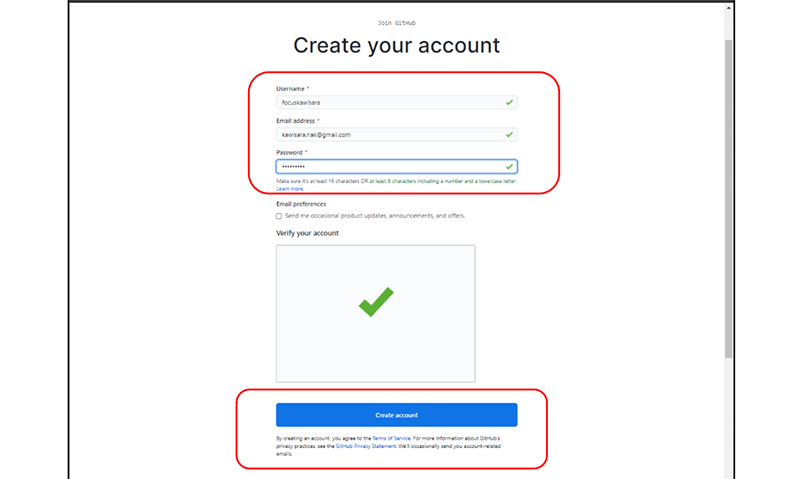 Join GitHub
Create your account
Username *
focuskawisara
Email address *
kawisara.nak@gmail.com
Password *
•••••••••
Make sure it's at least 15 characters OR at least 8 characters including a number and a lowercase letter.
Learn more.
Email preferences
Send me occasional product updates, announcements, and offers.
Verify your account
Create account
By creating an account, you agree to the Terms of Service. For more information about GitHub's
privacy practices, see the GitHub Privacy Statement. We'll occasionally send you account-related
emails.